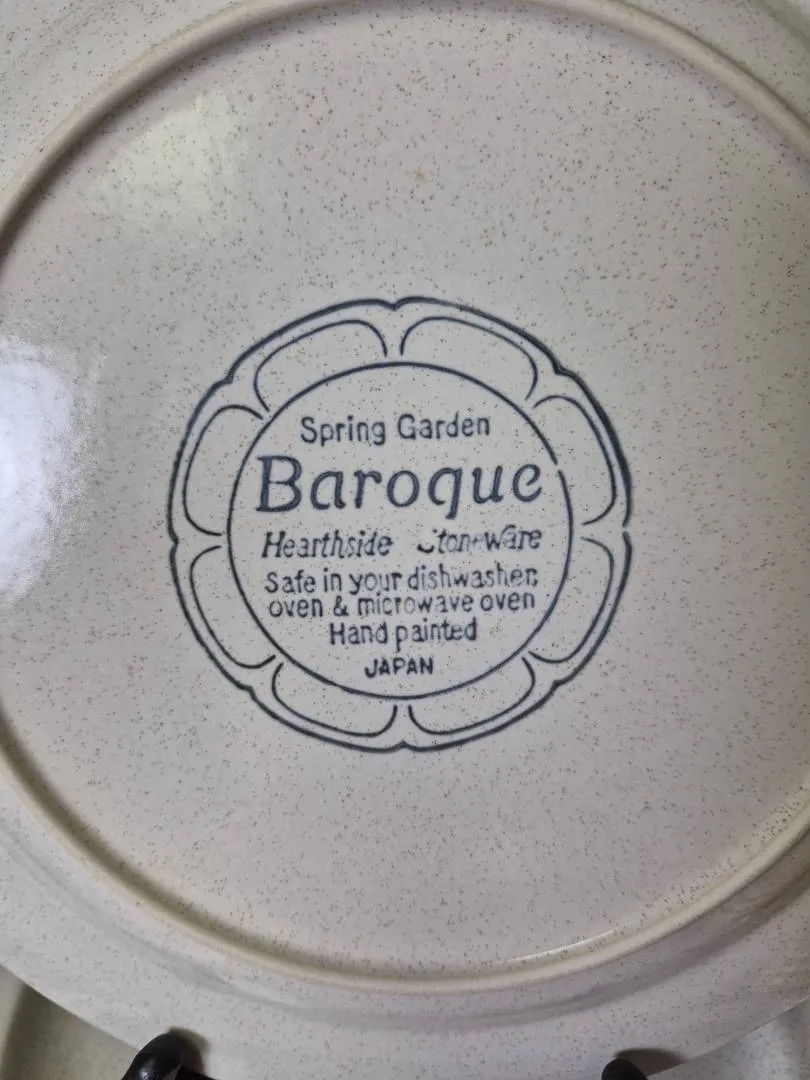 Spring Garden
Baroque
Hearthside Stoneware
Safe in your dishwasher,
oven & microwave oven
Hand painted
JAPAN